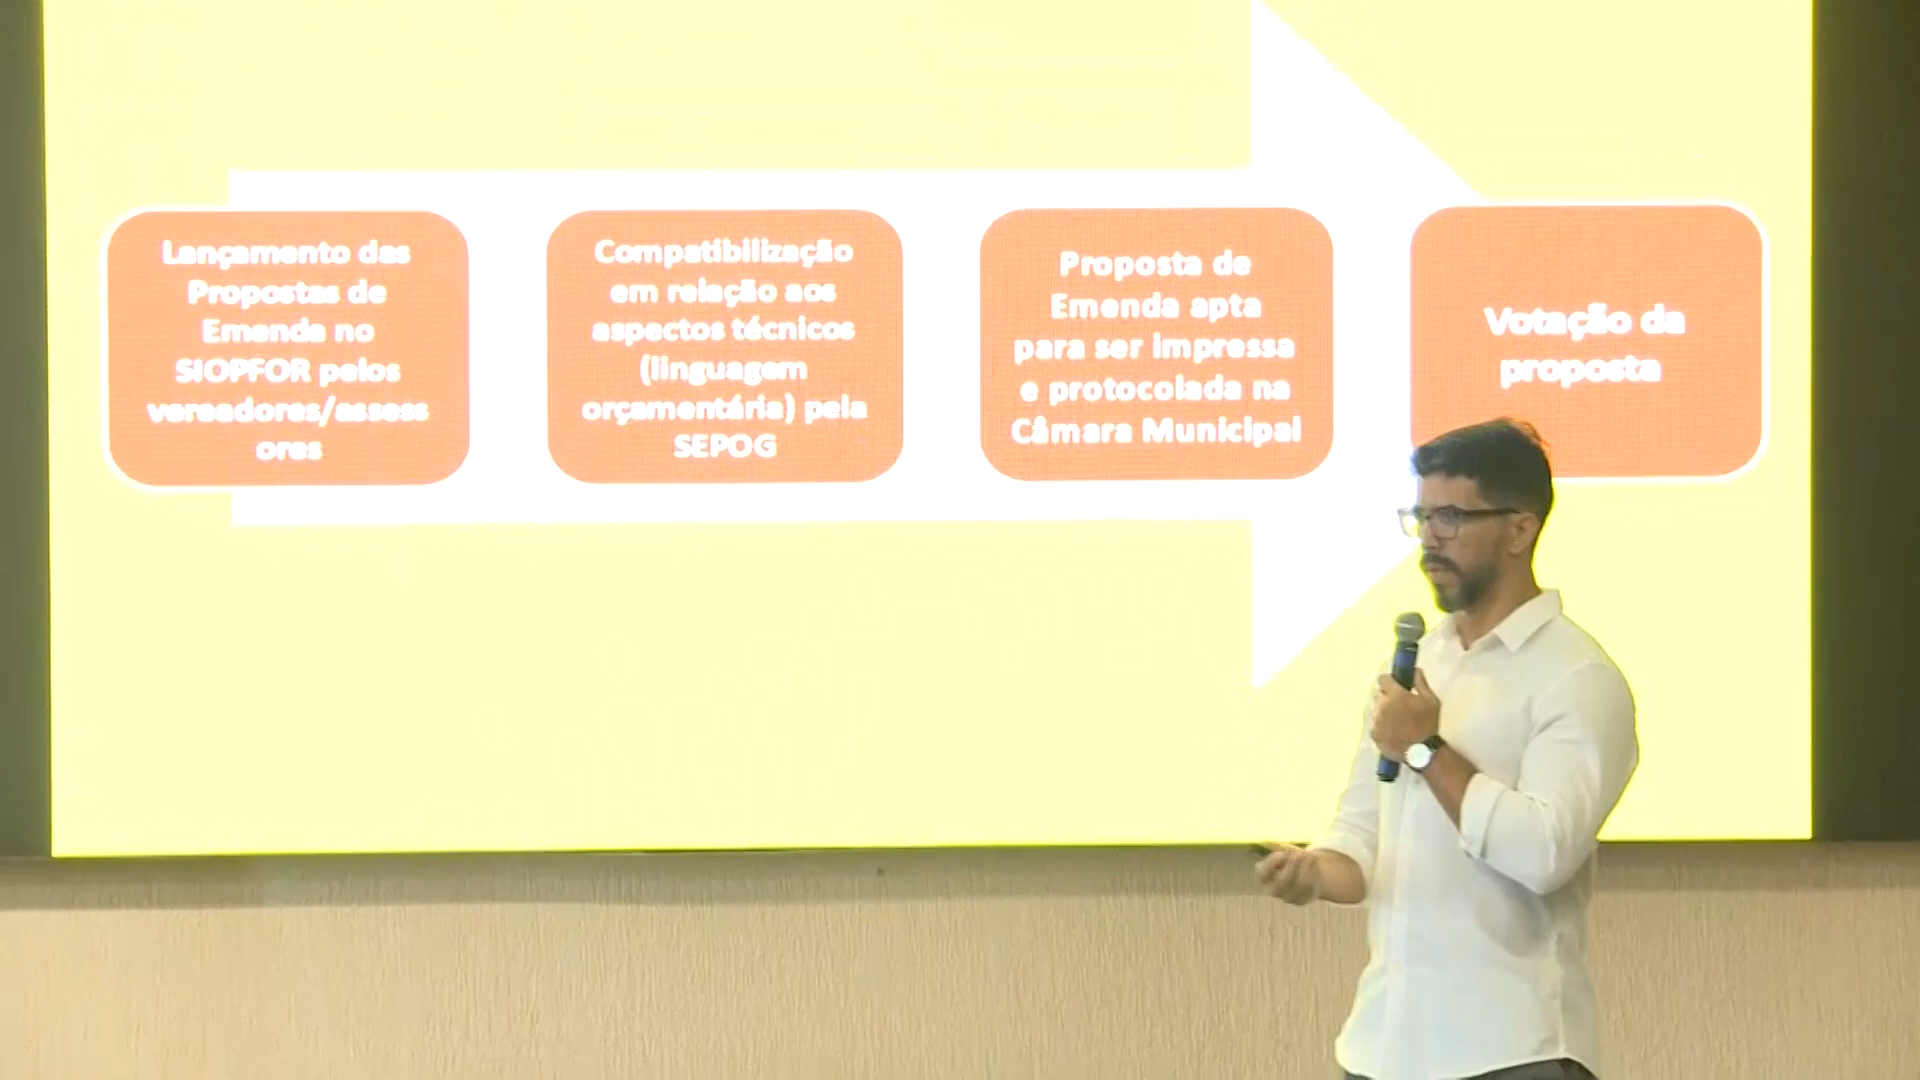 Lançamento das
Propostas de
Emenda no
SIOPFOR pelos
vereadores/assess
ores
Compatibilização
em relação aos
aspectos técnicos
(linguagem
orçamentária) pela
SEPOG
Proposta de
Emenda apta
para ser impressa
e protocolada na
Câmara Municipal
Votação da
proposta